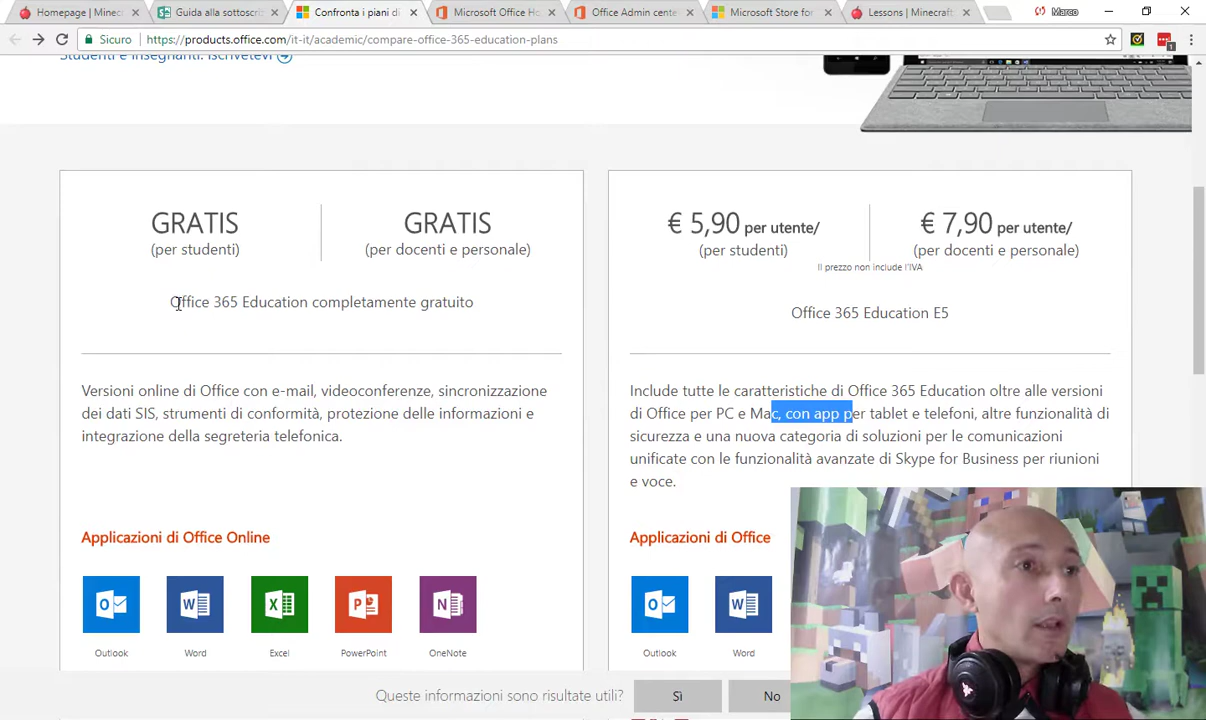 Homepage | Minec
Guida alla sottoscri
Confronta i piani di
Microsoft Office Ho
Office Admin cente
Microsoft Store for
Lessons | Minecraft
Marco
Sicuro
https://products.office.com/it-it/academic/compare-office-365-education-plans
1
Studenti e insegnanti: iscrivetevi
GRATIS
(per studenti)
GRATIS
(per docenti e personale)
Office 365 Education completamente gratuito
Versioni online di Office con e-mail, videoconferenze, sincronizzazione
dei dati SIS, strumenti di conformità, protezione delle informazioni e
integrazione della segreteria telefonica.
Applicazioni di Office Online
Outlook
Word
Excel
PowerPoint
OneNote
€ 5,90 per utente/
(per studenti)
€ 7,90 per utente/
(per docenti e personale)
Il prezzo non include l'IVA
Office 365 Education E5
Include tutte le caratteristiche di Office 365 Education oltre alle versioni
di Office per PC e Mac, con app per tablet e telefoni, altre funzionalità di
sicurezza e una nuova categoria di soluzioni per le comunicazioni
unificate con le funzionalità avanzate di Skype for Business per riunioni
e voce.
Applicazioni di Office
Outlook
Word
Queste informazioni sono risultate utili?
Sì
No